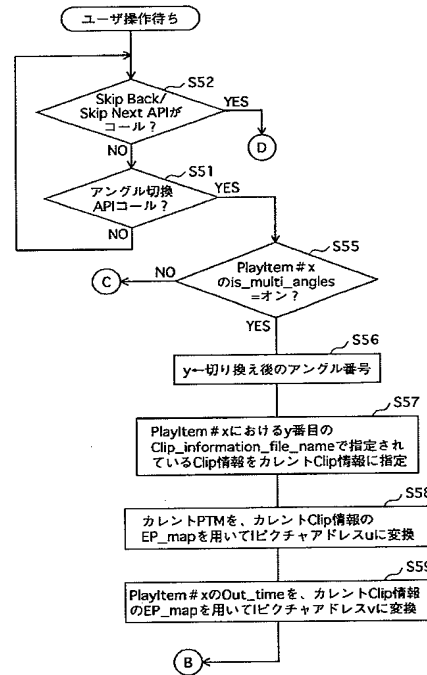 ユーザ操作待ち
S52
Skip Back/
Skip Next APIが
コール？
YES
D
NO
S51
アングル切換
APIコール？
YES
NO
S55
PlayItem＃x
のis_multi_angles
=オン？
NO
C
YES
S56
y←切り換え後のアングル番号
S57
PlayItem＃xにおけるy番目の
Clip_information_file_nameで指定され
ているClip情報をカレントClip情報に指定
S58
カレントPTMを、カレントClip情報の
EP_mapを用いてIピクチャアドレスuに変換
S59
PlayItem＃xのOut_timeを、カレントClip情報
のEP_mapを用いてIピクチャアドレスvに変換
B